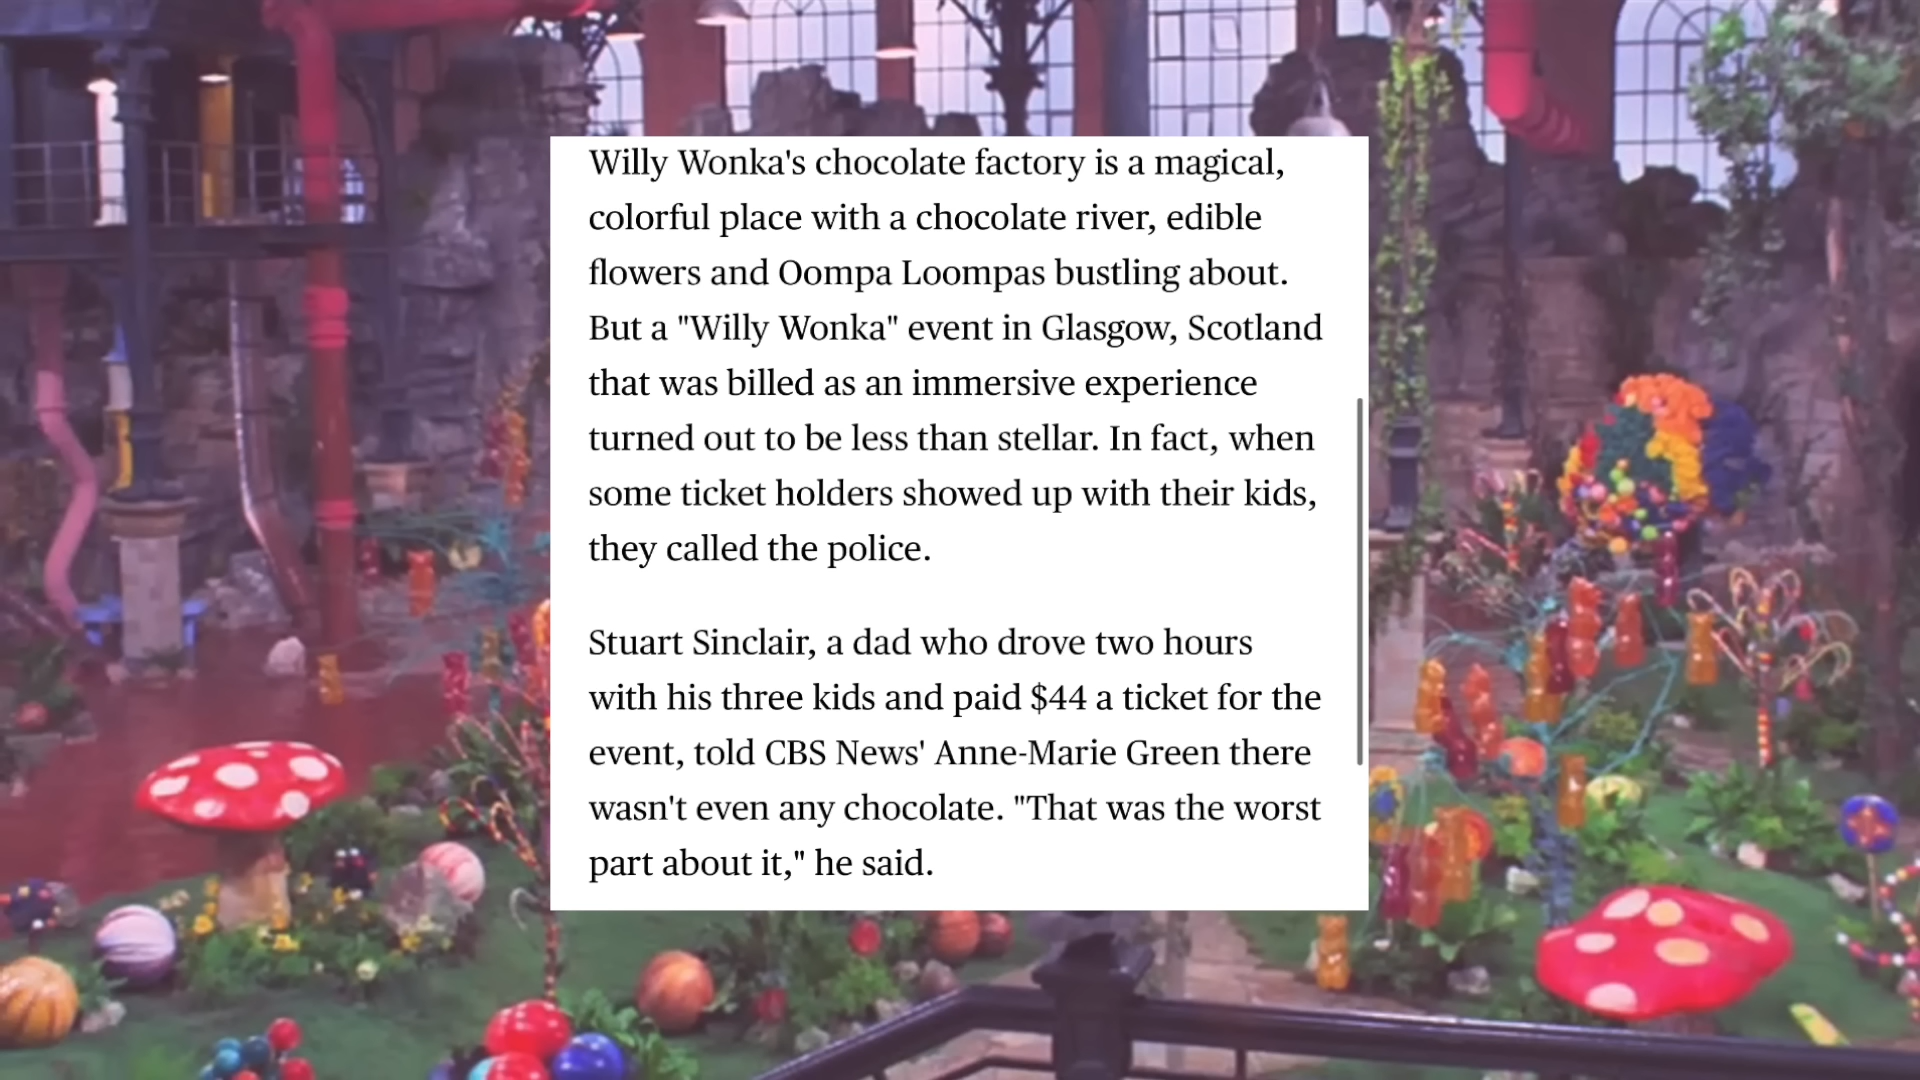 Willy Wonka's chocolate factory is a magical,
colorful place with a chocolate river, edible
flowers and Oompa Loompas bustling about.
But a "Willy Wonka" event in Glasgow, Scotland
that was billed as an immersive experience
turned out to be less than stellar. In fact, when
some ticket holders showed up with their kids,
they called the police.
Stuart Sinclair, a dad who drove two hours
with his three kids and paid $44 a ticket for the
event, told CBS News' Anne-Marie Green there
wasn't even any chocolate. "That was the worst
part about it," he said.